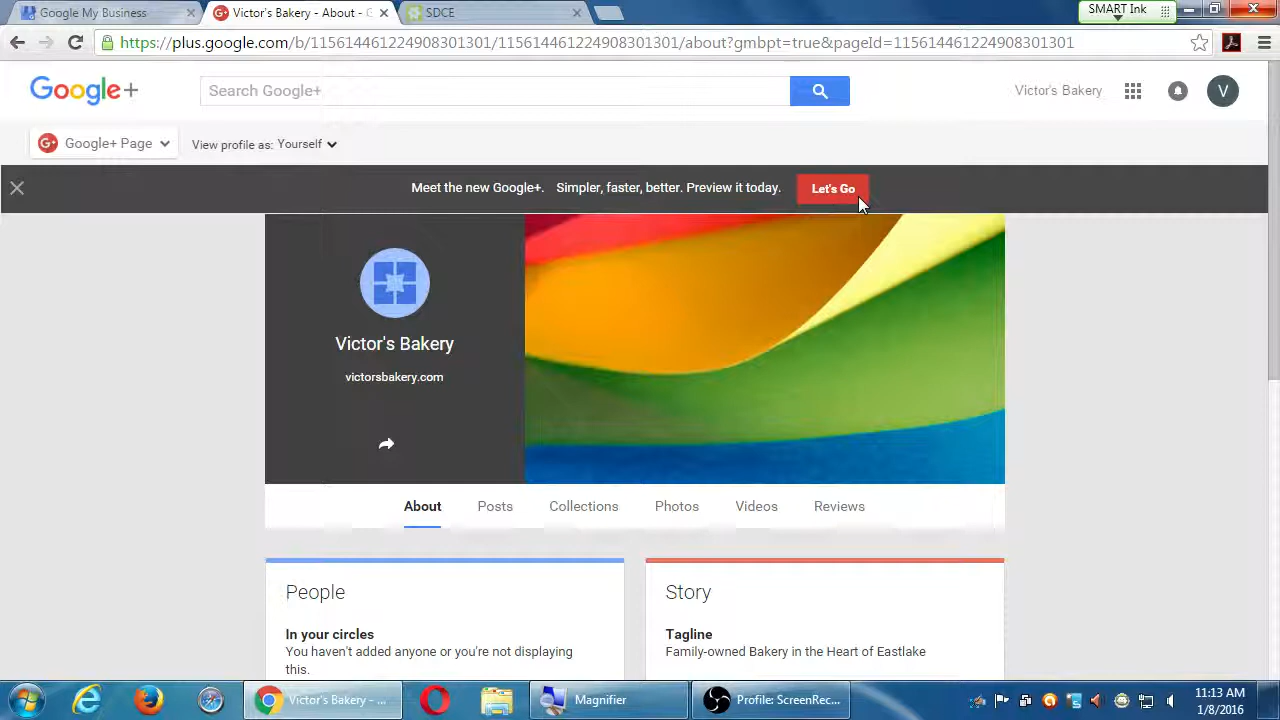 Google My Business
Victor's Bakery - About - G
SDCE
SMART Ink
https://plus.google.com/b/115614461224908301301/115614461224908301301/about?gmbpt=true&pageId=115614461224908301301
Google+
Search Google+
Victor's Bakery
V
G+ Google+ Page
View profile as: Yourself
Meet the new Google+. Simpler, faster, better. Preview it today.
Let's Go
Victor's Bakery
victorsbakery.com
About Posts Collections Photos Videos Reviews
People
In your circles
You haven't added anyone or you're not displaying
this.
Story
Tagline
Family-owned Bakery in the Heart of Eastlake
Victor's Bakery - ...
Magnifier
Profile: ScreenRec...
11:13 AM
1/8/2016